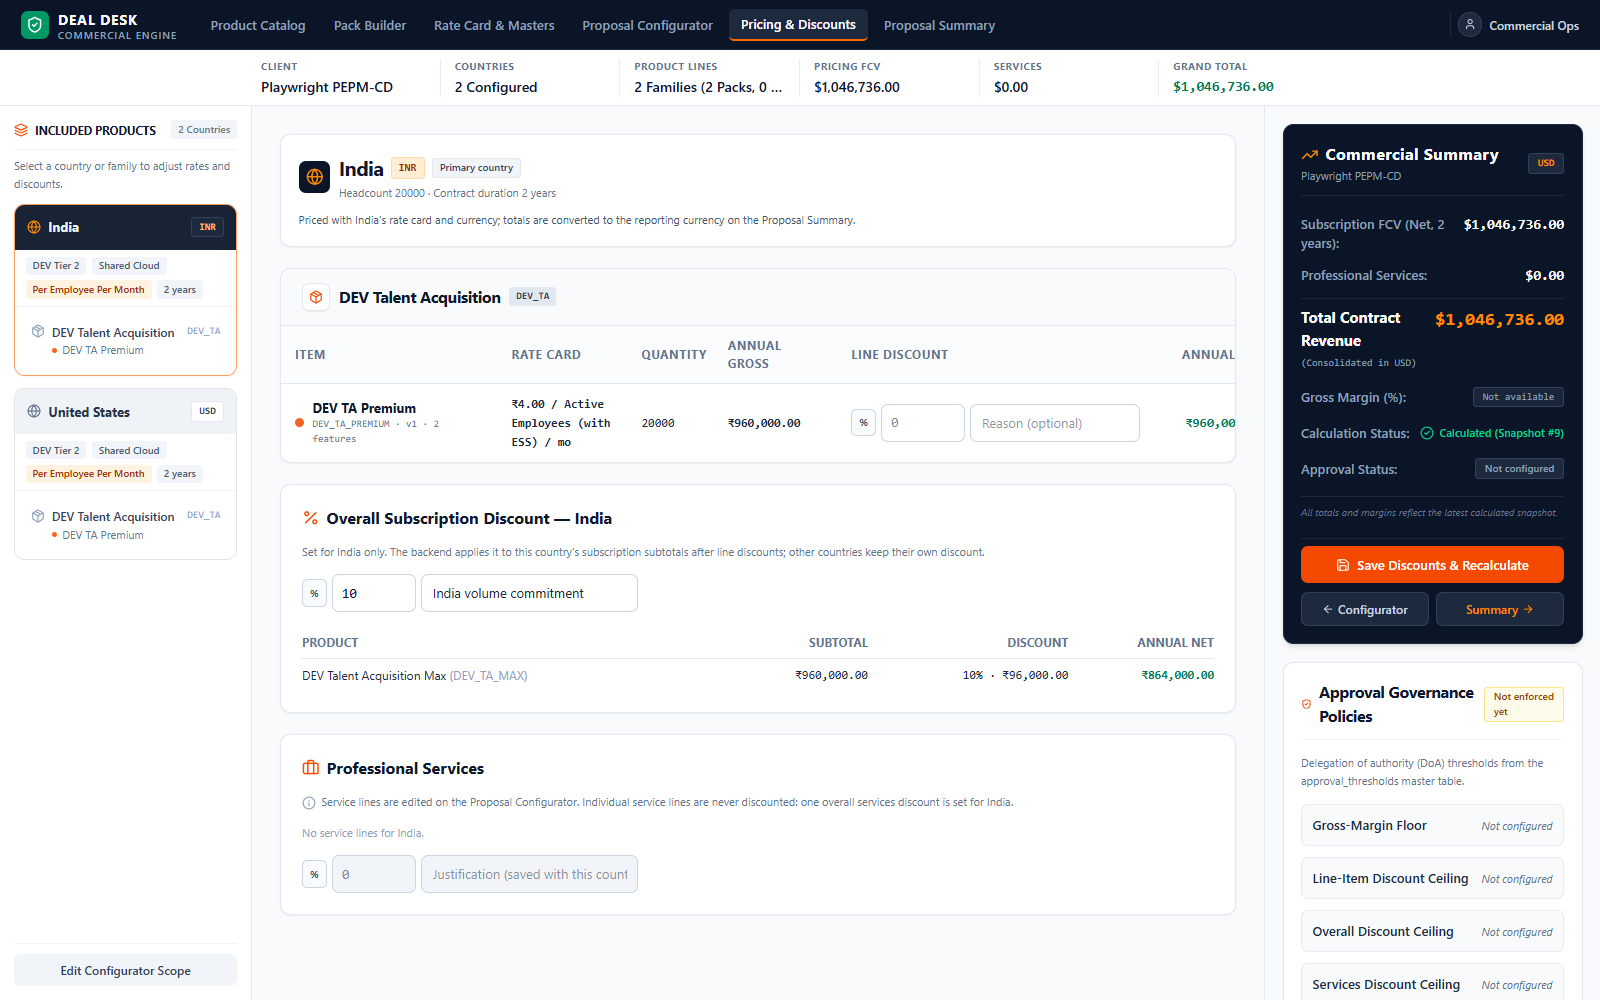 DEAL DESK
COMMERCIAL ENGINE
Product Catalog
Pack Builder
Rate Card & Masters
Proposal Configurator
Pricing & Discounts
Proposal Summary
Commercial Ops
CLIENT
Playwright PEPM-CD
COUNTRIES
2 Configured
PRODUCT LINES
2 Families (2 Packs, 0 ...
PRICING FCV
$1,046,736.00
SERVICES
$0.00
GRAND TOTAL
$1,046,736.00
INCLUDED PRODUCTS
2 Countries
Select a country or family to adjust rates and
discounts.
India
INR
DEV Tier 2
Shared Cloud
Per Employee Per Month
2 years
DEV Talent Acquisition
DEV_TA
DEV TA Premium
United States
USD
DEV Tier 2
Shared Cloud
Per Employee Per Month
2 years
DEV Talent Acquisition
DEV_TA
DEV TA Premium
Edit Configurator Scope
India
INR
Primary country
Headcount 20000 · Contract duration 2 years
Priced with India's rate card and currency; totals are converted to the reporting currency on the Proposal Summary.
DEV Talent Acquisition
DEV_TA
ITEM
RATE CARD
QUANTITY
ANNUAL
GROSS
LINE DISCOUNT
ANNUAL
DEV TA Premium
DEV_TA_PREMIUM · v1 · 2
features
₹4.00 / Active
Employees (with
ESS) / mo
20000
₹960,000.00
%
0
Reason (optional)
₹960,00
Overall Subscription Discount — India
Set for India only. The backend applies it to this country's subscription subtotals after line discounts; other countries keep their own discount.
%
10
India volume commitment
PRODUCT
SUBTOTAL
DISCOUNT
ANNUAL NET
DEV Talent Acquisition Max (DEV_TA_MAX)
₹960,000.00
10% · ₹96,000.00
₹864,000.00
Professional Services
Service lines are edited on the Proposal Configurator. Individual service lines are never discounted: one overall services discount is set for India.
No service lines for India.
%
0
Justification (saved with this count
Commercial Summary
Playwright PEPM-CD
USD
Subscription FCV (Net, 2
years):
$1,046,736.00
Professional Services:
$0.00
Total Contract
Revenue
$1,046,736.00
(Consolidated in USD)
Gross Margin (%):
Not available
Calculation Status:
Calculated (Snapshot #9)
Approval Status:
Not configured
All totals and margins reflect the latest calculated snapshot.
Save Discounts & Recalculate
← Configurator
Summary →
Approval Governance
Policies
Not enforced
yet
Delegation of authority (DoA) thresholds from the
approval_thresholds master table.
Gross-Margin Floor
Not configured
Line-Item Discount Ceiling
Not configured
Overall Discount Ceiling
Not configured
Services Discount Ceiling
Not configured